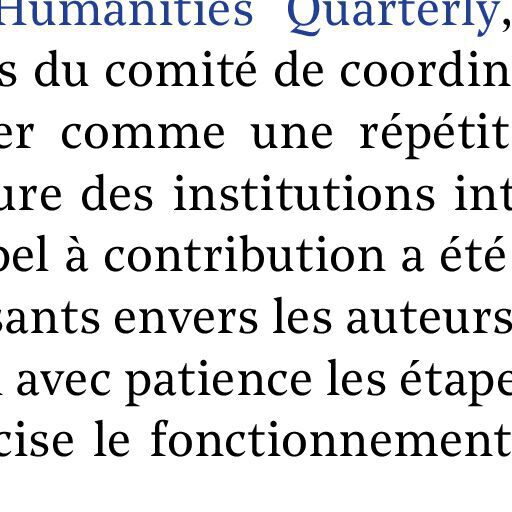 Humanities Quarterly,
s du comité de coordin
er comme une répétit
ure des institutions int
pel à contribution a été
sants envers les auteurs
avec patience les étape
cise le fonctionnement